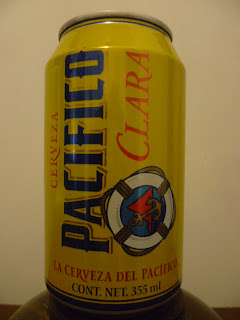 CERVEZA
PACIFICO
CLARA
LA CERVEZA DEL PACIFICO
CONT. NET. 355 ml